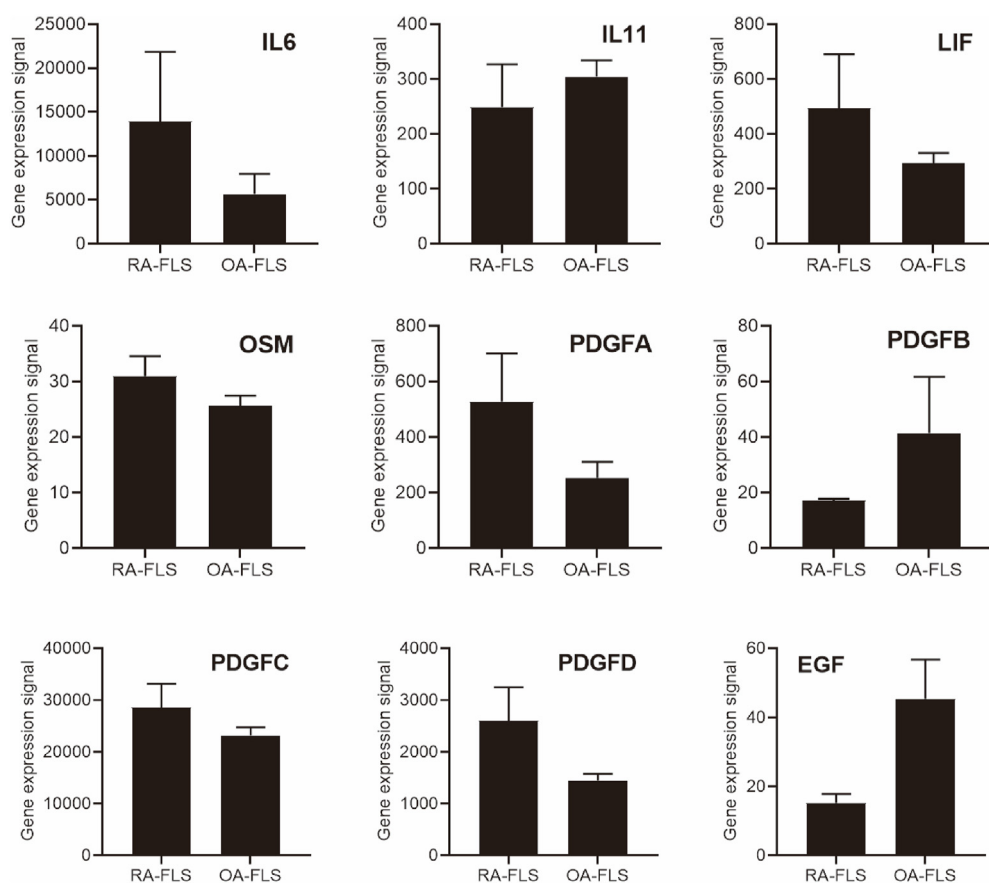 IL6
Gene expression signal
25000
20000
15000
10000
5000
0
RA-FLS OA-FLS
IL11
Gene expression signal
400
300
200
100
0
RA-FLS OA-FLS
LIF
Gene expression signal
800
600
400
200
0
RA-FLS OA-FLS
OSM
Gene expression signal
40
30
20
10
0
RA-FLS OA-FLS
PDGFA
Gene expression signal
800
600
400
200
0
RA-FLS OA-FLS
PDGFB
Gene expression signal
80
60
40
20
0
RA-FLS OA-FLS
PDGFC
Gene expression signal
40000
30000
20000
10000
0
RA-FLS OA-FLS
PDGFD
Gene expression signal
4000
3000
2000
1000
0
RA-FLS OA-FLS
EGF
Gene expression signal
60
40
20
0
RA-FLS OA-FLS